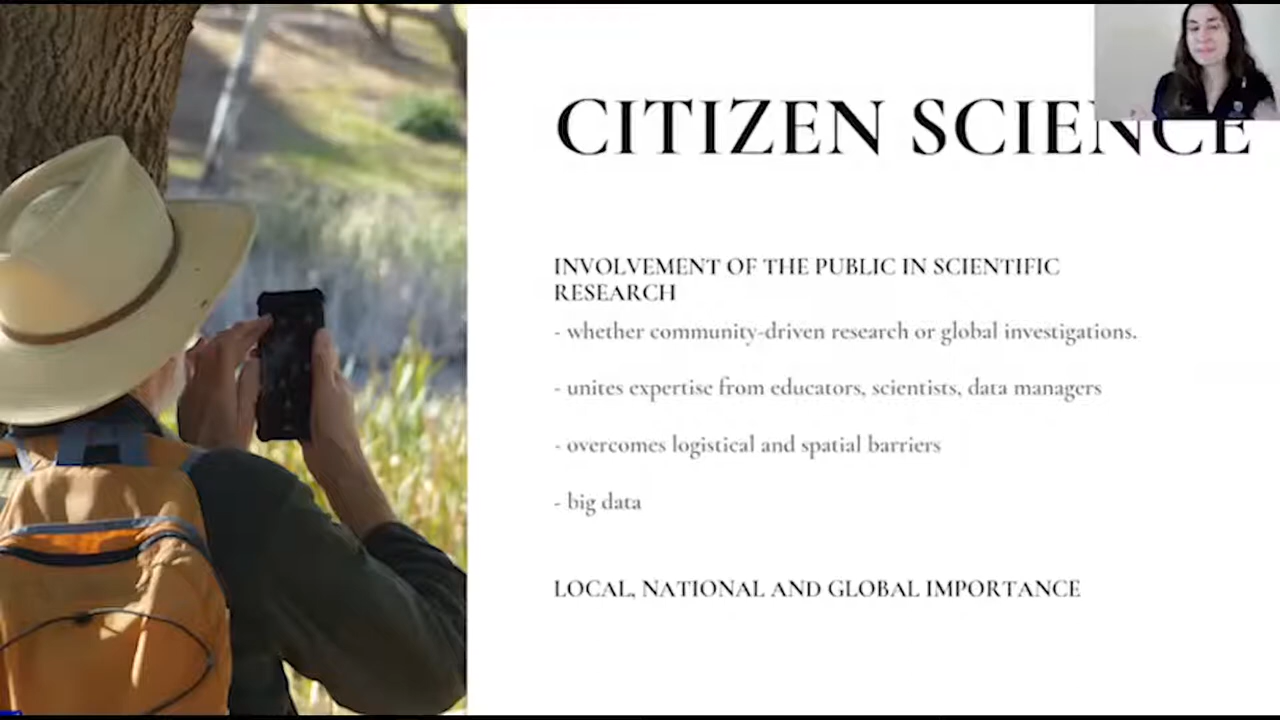 CITIZEN SCIENCE
INVOLVEMENT OF THE PUBLIC IN SCIENTIFIC
RESEARCH
- whether community-driven research or global investigations.
- unites expertise from educators, scientists, data managers
- overcomes logistical and spatial barriers
- big data
LOCAL, NATIONAL AND GLOBAL IMPORTANCE